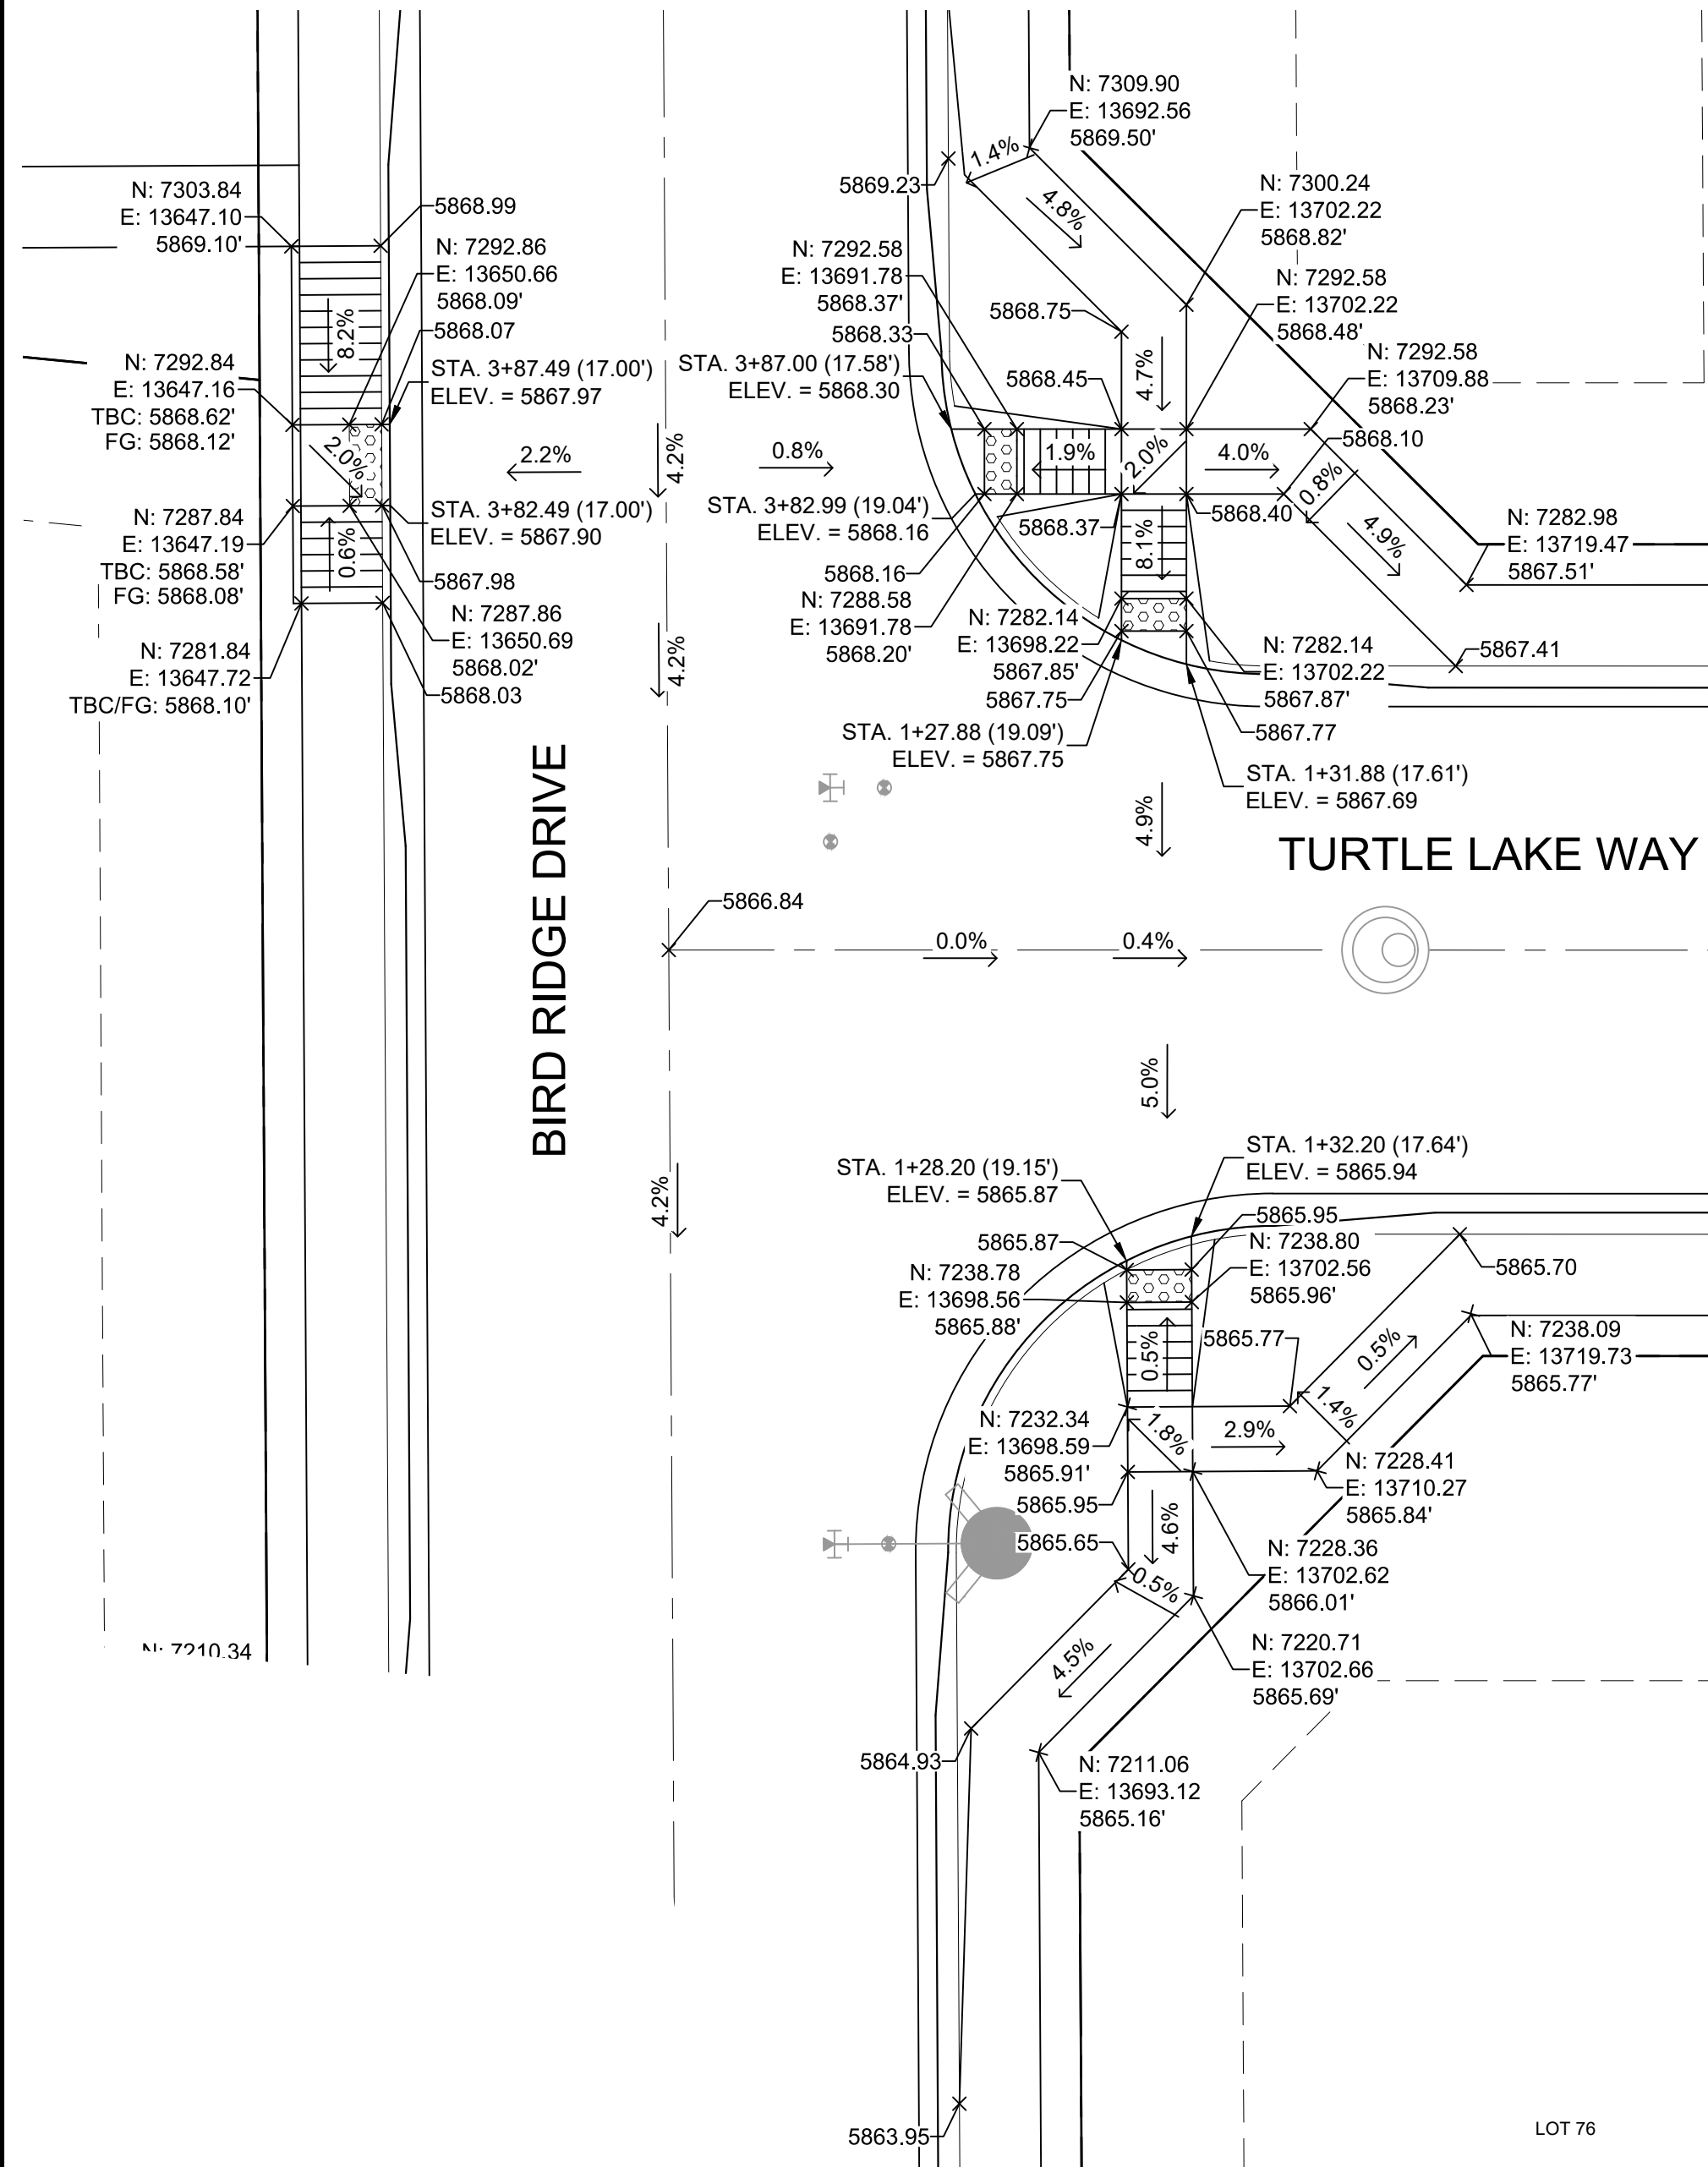 N: 7309.90
E: 13692.56
5869.50'
1.4%
5869.23
4.8%
N: 7300.24
E: 13702.22
5868.82'
N: 7303.84
E: 13647.10
5869.10'
5868.99
N: 7292.86
E: 13650.66
5868.09'
5868.07
8.2%
STA. 3+87.49 (17.00')
ELEV. = 5867.97
N: 7292.84
E: 13647.16
TBC: 5868.62'
FG: 5868.12'
2.0%
N: 7292.58
E: 13691.78
5868.37'
5868.33
STA. 3+87.00 (17.58')
ELEV. = 5868.30
5868.75
5868.45
4.7%
N: 7292.58
E: 13702.22
5868.48'
N: 7292.58
E: 13709.88
5868.23'
5868.10
2.2%
4.2%
0.8%
1.9%
2.0%
4.0%
0.8%
4.9%
STA. 3+82.49 (17.00')
ELEV. = 5867.90
N: 7287.84
E: 13647.19
TBC: 5868.58'
FG: 5868.08'
0.6%
5867.98
N: 7287.86
E: 13650.69
5868.02'
5868.03
N: 7281.84
E: 13647.72
TBC/FG: 5868.10'
STA. 3+82.99 (19.04')
ELEV. = 5868.16
5868.16
N: 7288.58
E: 13691.78
5868.20'
5868.37
5868.40
8.1%
N: 7282.98
E: 13719.47
5867.51'
5867.41
N: 7282.14
E: 13698.22
5867.85'
5867.75
N: 7282.14
E: 13702.22
5867.87'
5867.77
4.2%
STA. 1+27.88 (19.09')
ELEV. = 5867.75
STA. 1+31.88 (17.61')
ELEV. = 5867.69
4.9%
BIRD RIDGE DRIVE
TURTLE LAKE WAY
5866.84
0.0%
0.4%
5.0%
4.2%
STA. 1+28.20 (19.15')
ELEV. = 5865.87
STA. 1+32.20 (17.64')
ELEV. = 5865.94
5865.87
5865.95
N: 7238.80
E: 13702.56
5865.96'
5865.70
N: 7238.78
E: 13698.56
5865.88'
0.5%
5865.77
0.5%
N: 7238.09
E: 13719.73
5865.77'
N: 7232.34
E: 13698.59
5865.91'
1.8%
2.9%
1.4%
N: 7228.41
E: 13710.27
5865.84'
5865.95
5865.65
4.6%
0.5%
N: 7228.36
E: 13702.62
5866.01'
N: 7220.71
E: 13702.66
5865.69'
4.5%
N: 7210.34
5864.93
N: 7211.06
E: 13693.12
5865.16'
5863.95
LOT 76